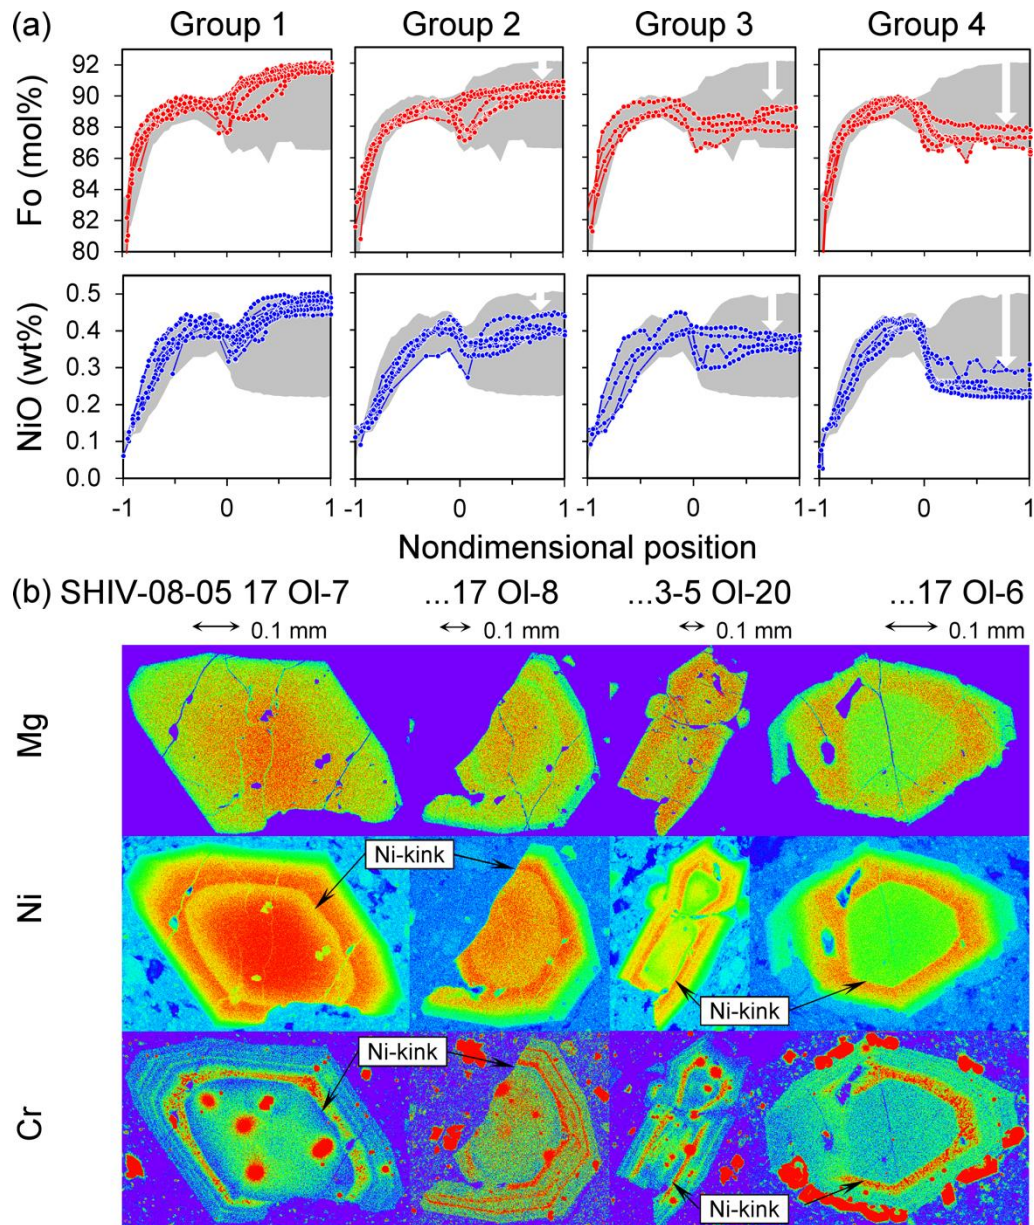 (a) Group 1 Group 2 Group 3 Group 4
Fo (mol%)
92
90
88
86
84
82
80
NiO (wt%)
0.5
0.4
0.3
0.2
0.1
0.0
-1 0 1 -1 0 1 -1 0 1 -1 0 1
Nondimensional position
(b) SHIV-08-05 17 Ol-7 ...17 Ol-8 ...3-5 Ol-20 ...17 Ol-6
0.1 mm 0.1 mm 0.1 mm 0.1 mm
Mg
Ni
Ni-kink
Ni-kink
Cr
Ni-kink
Ni-kink